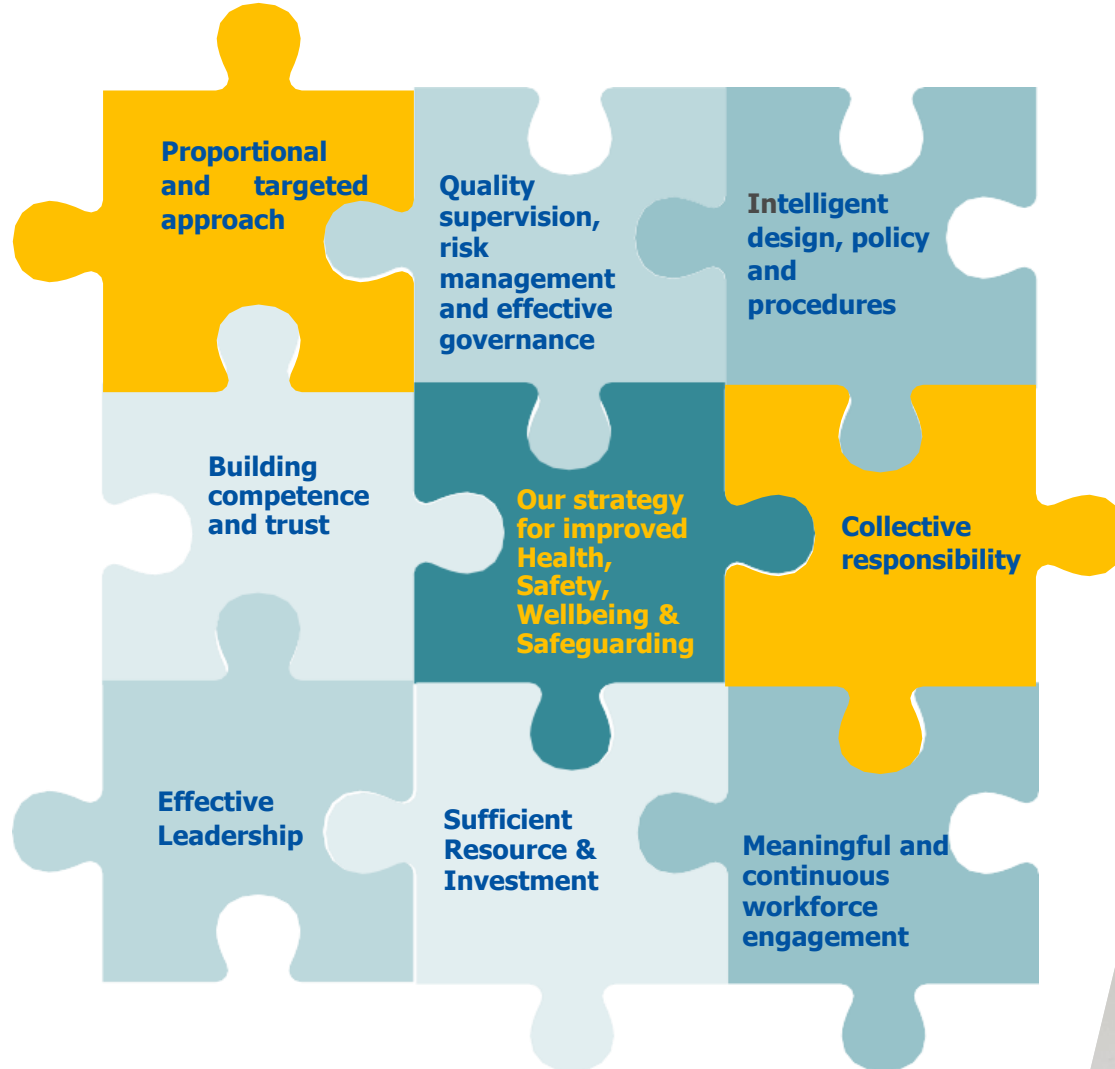 Proportional
and targeted
approach
Quality
supervision,
risk
management
and effective
governance
Intelligent
design, policy
and
procedures
Building
competence
and trust
Our strategy
for improved
Health,
Safety,
Wellbeing &
Safeguarding
Collective
responsibility
Effective
Leadership
Sufficient
Resource &
Investment
Meaningful and
continuous
workforce
engagement